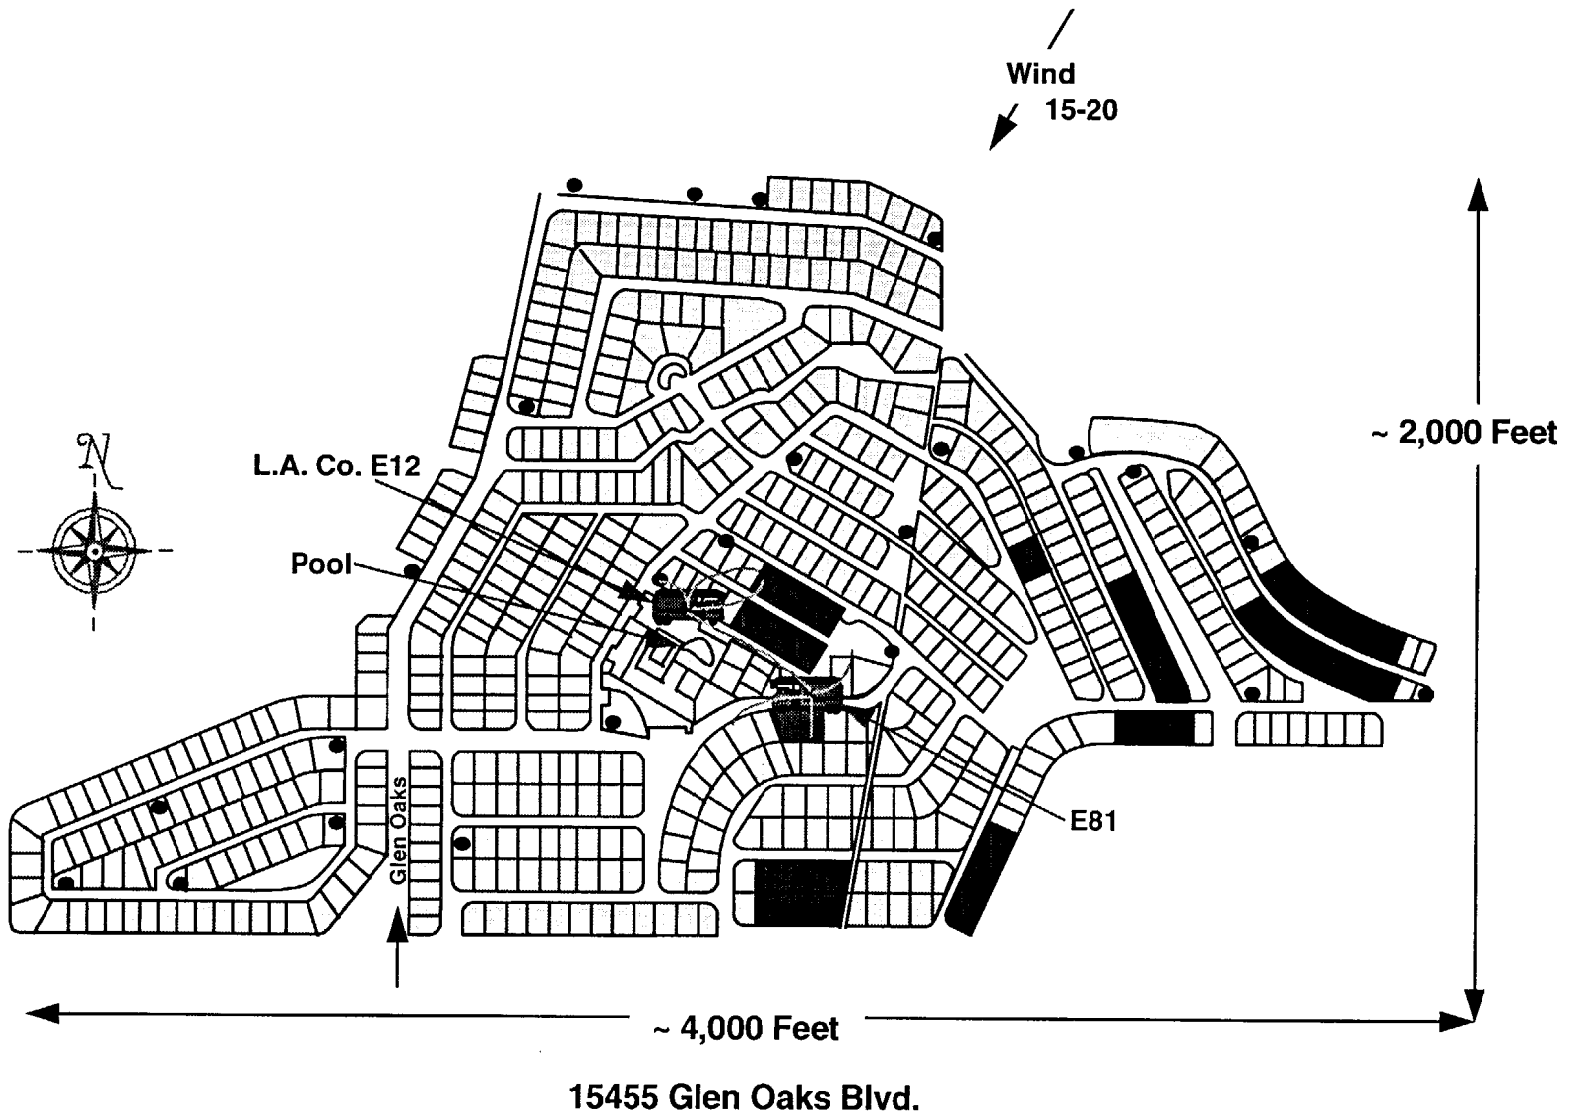 Wind
15-20
~ 2,000 Feet
N
L.A. Co. E12
Pool
Glen Oaks
E81
~ 4,000 Feet
15455 Glen Oaks Blvd.